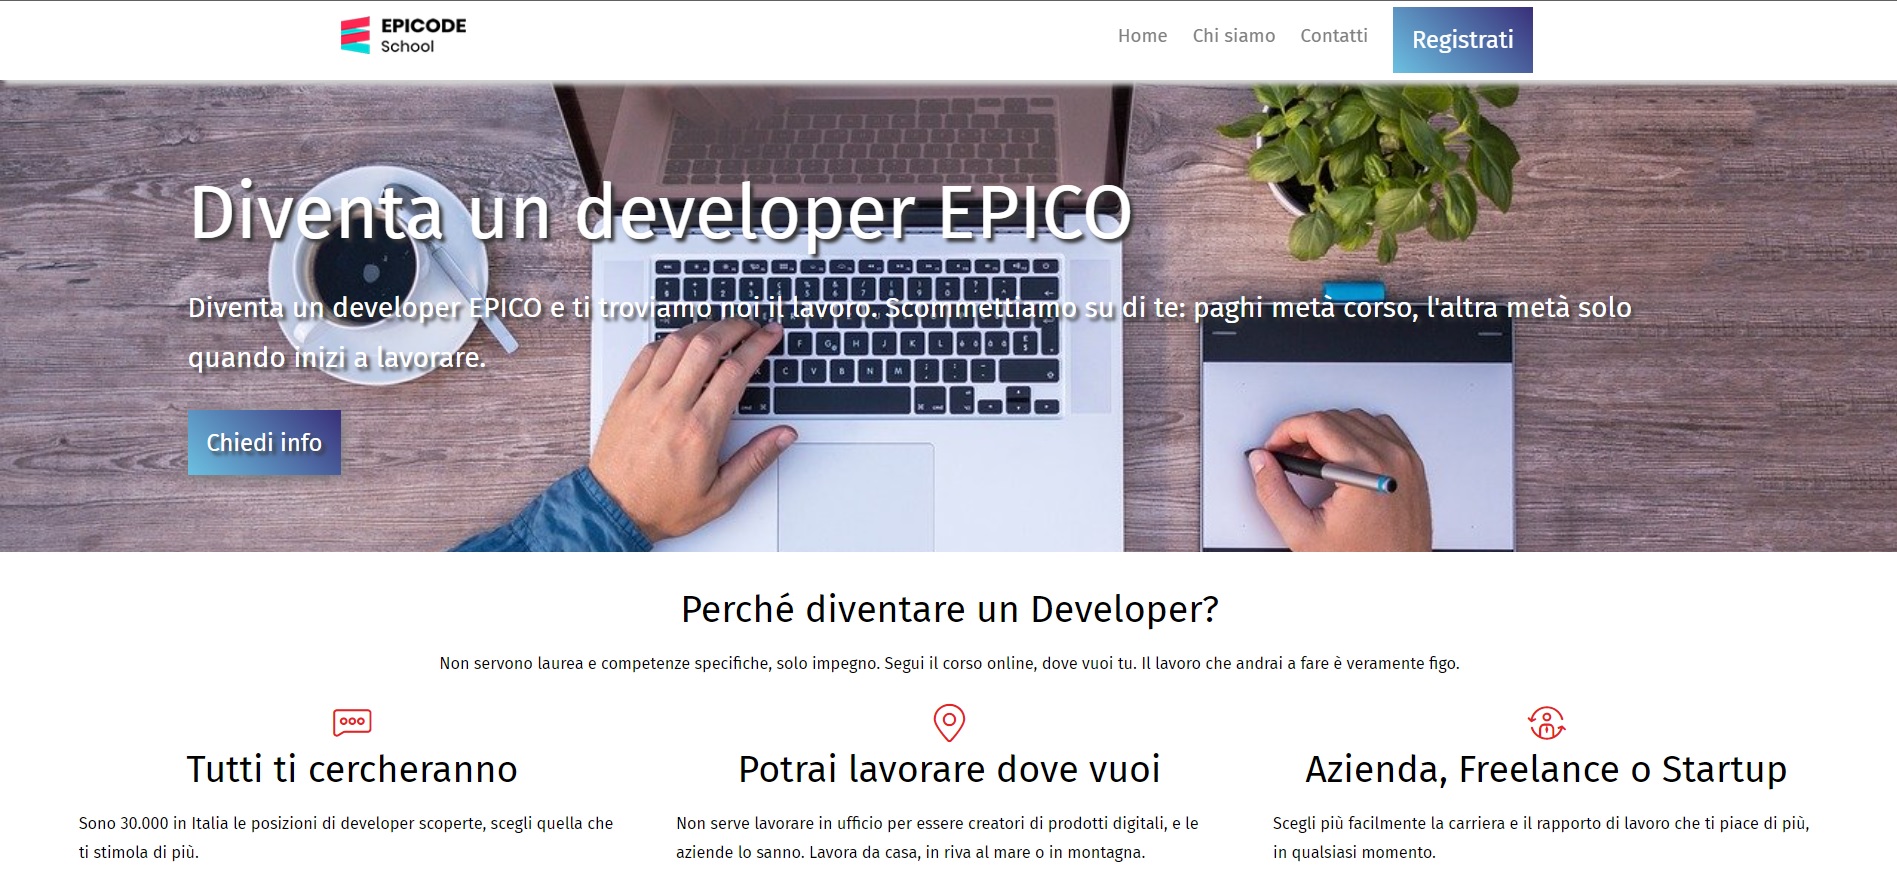 EPICODE
School
Home Chi siamo Contatti Registrati
Diventa un developer EPICO
Diventa un developer EPICO e ti troviamo noi il lavoro. Scommettiamo su di te: paghi metà corso, l'altra metà solo
quando inizi a lavorare.
Chiedi info
Perché diventare un Developer?
Non servono laurea e competenze specifiche, solo impegno. Segui il corso online, dove vuoi tu. Il lavoro che andrai a fare è veramente figo.
Tutti ti cercheranno
Sono 30.000 in Italia le posizioni di developer scoperte, scegli quella che
ti stimola di più.
Potrai lavorare dove vuoi
Non serve lavorare in ufficio per essere creatori di prodotti digitali, e le
aziende lo sanno. Lavora da casa, in riva al mare o in montagna.
Azienda, Freelance o Startup
Scegli più facilmente la carriera e il rapporto di lavoro che ti piace di più,
in qualsiasi momento.